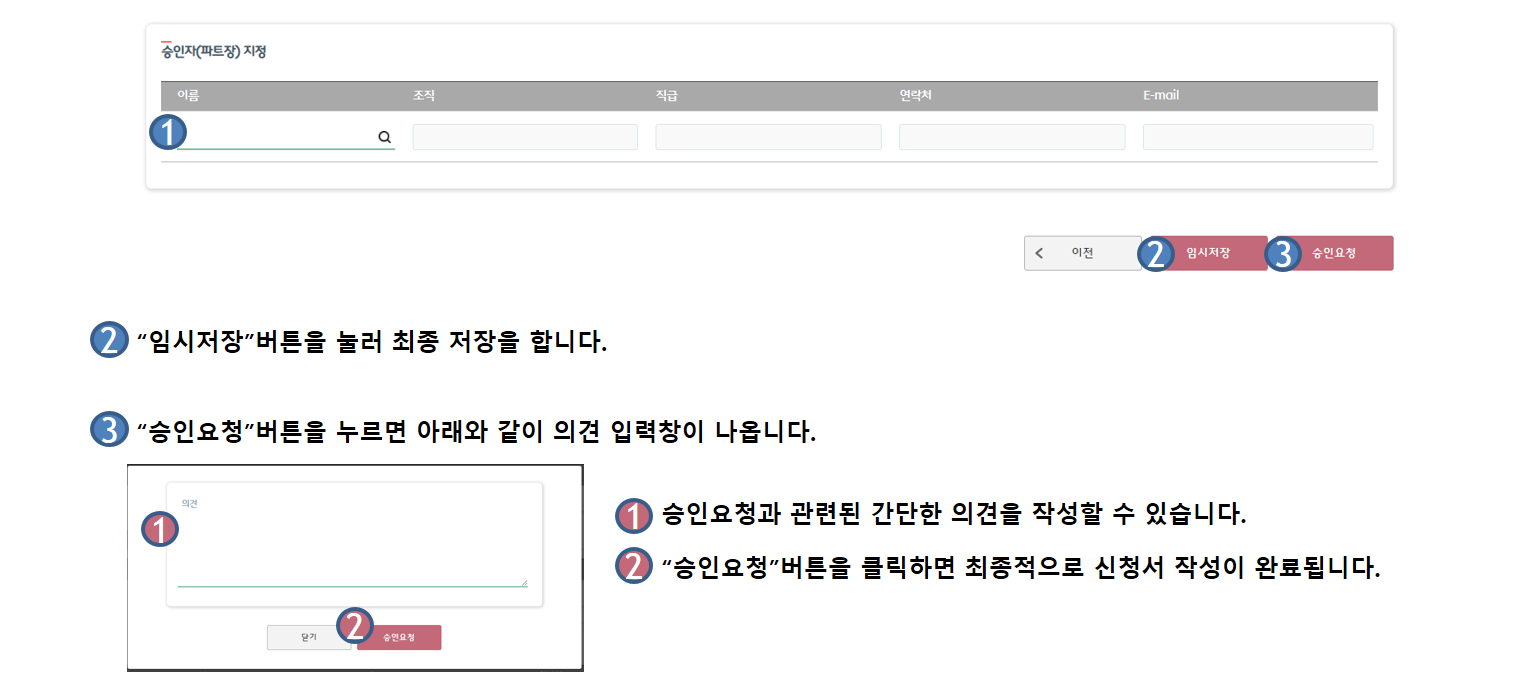 승인자(파트장) 지정
이름 조직 직급 연락처 E-mail
1
이전 2 임시저장 3 승인요청
2 “임시저장”버튼을 눌러 최종 저장을 합니다.
3 “승인요청”버튼을 누르면 아래와 같이 의견 입력창이 나옵니다.
의견
1
닫기 2 승인요청
1 승인요청과 관련된 간단한 의견을 작성할 수 있습니다.
2 “승인요청”버튼을 클릭하면 최종적으로 신청서 작성이 완료됩니다.